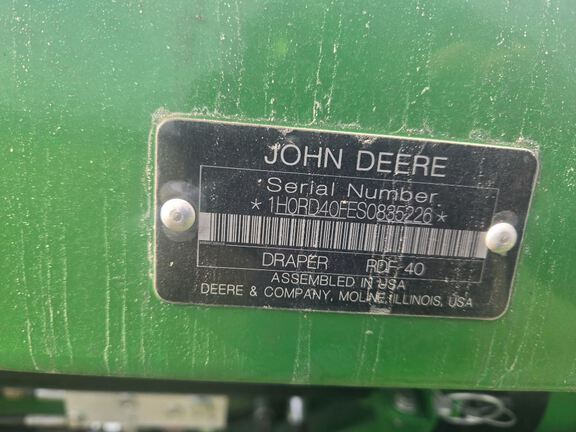 JOHN DEERE
Serial Number
*1H0RD40FES0835226*
DRAPER RDF 40
ASSEMBLED IN USA
DEERE & COMPANY, MOLINE, ILLINOIS, USA